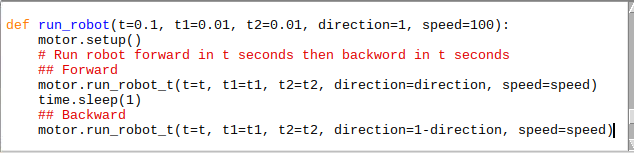 def run_robot(t=0.1, t1=0.01, t2=0.01, direction=1, speed=100):
    motor.setup()
    # Run robot forward in t seconds then backword in t seconds
    ## Forward
    motor.run_robot_t(t=t, t1=t1, t2=t2, direction=direction, speed=speed)
    time.sleep(1)
    ## Backward
    motor.run_robot_t(t=t, t1=t1, t2=t2, direction=1-direction, speed=speed)